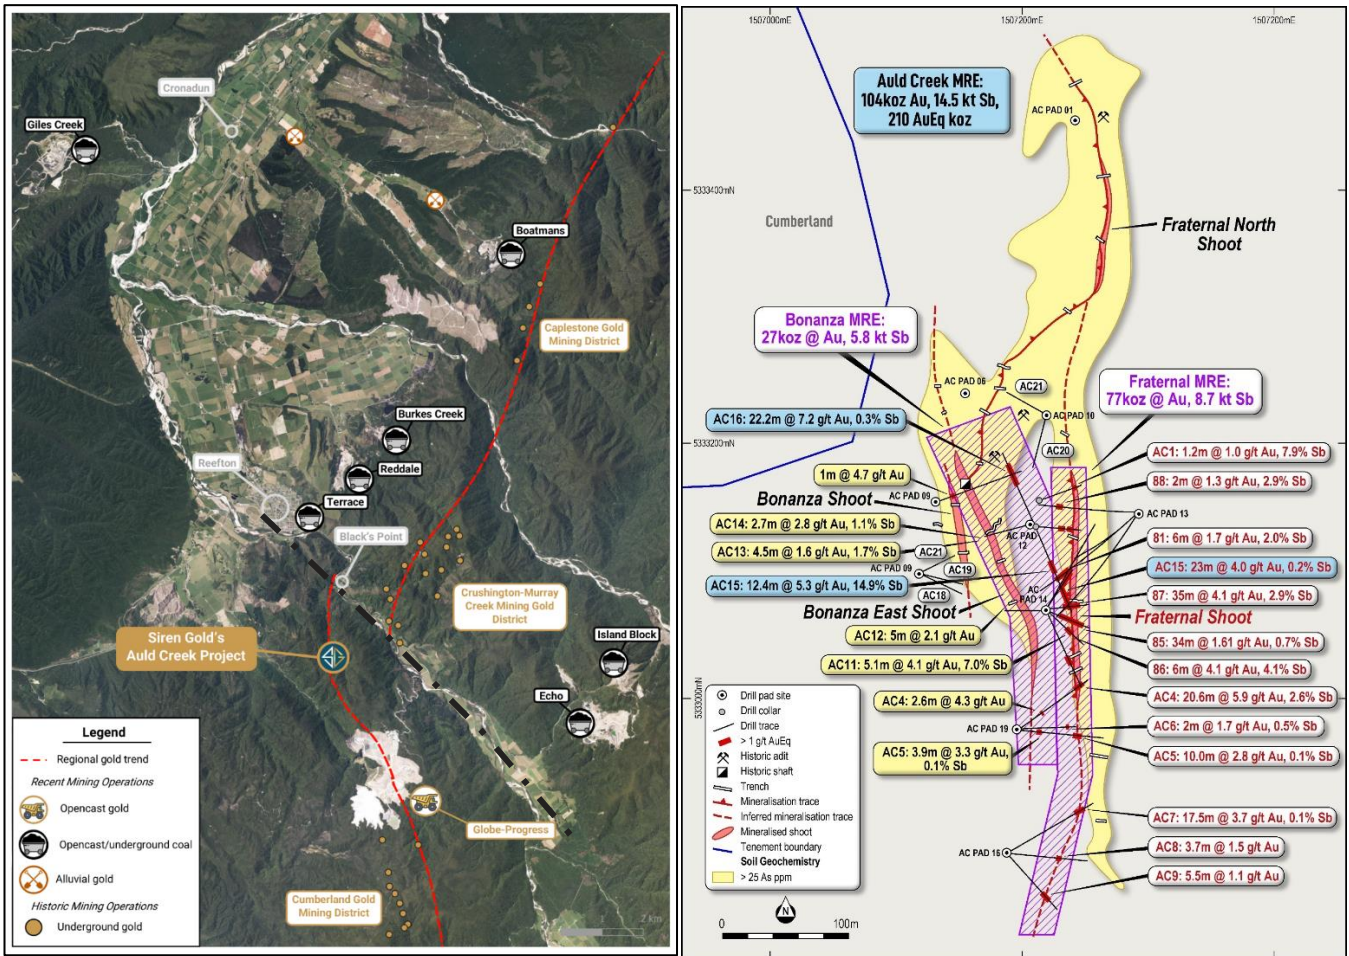 Cronadun
Giles Creek
Boatmans
Caplestone Gold
Mining District
Burkes Creek
Reddale
Reefton
Terrace
Black's Point
Crushington-Murray
Creek Mining Gold
District
Siren Gold's
Auld Creek Project
Island Block
Echo
Globe-Progress
Cumberland Gold
Mining District
Legend
Regional gold trend
Recent Mining Operations
Opencast gold
Opencast/underground coal
Alluvial gold
Historic Mining Operations
Underground gold
2 km
1507000mE
1507200mE
1507200mE
Auld Creek MRE:
104koz Au, 14.5 kt Sb,
210 AuEq koz
AC PAD 01
5333400mN
Cumberland
Fraternal North
Shoot
Bonanza MRE:
27koz @ Au, 5.8 kt Sb
AC PAD 06
AC21
Fraternal MRE:
77koz @ Au, 8.7 kt Sb
AC16: 22.2m @ 7.2 g/t Au, 0.3% Sb
AC PAD 10
5333200mN
AC20
AC1: 1.2m @ 1.0 g/t Au, 7.9% Sb
1m @ 4.7 g/t Au
88: 2m @ 1.3 g/t Au, 2.9% Sb
AC PAD 09
Bonanza Shoot
AC PAD 13
AC14: 2.7m @ 2.8 g/t Au, 1.1% Sb
AC PAD
12
81: 6m @ 1.7 g/t Au, 2.0% Sb
AC13: 4.5m @ 1.6 g/t Au, 1.7% Sb
AC21
AC PAD 09
AC19
AC15: 23m @ 4.0 g/t Au, 0.2% Sb
AC15: 12.4m @ 5.3 g/t Au, 14.9% Sb
AC18
AC
PAD 14
87: 35m @ 4.1 g/t Au, 2.9% Sb
Bonanza East Shoot
Fraternal Shoot
AC12: 5m @ 2.1 g/t Au
85: 34m @ 1.61 g/t Au, 0.7% Sb
AC11: 5.1m @ 4.1 g/t Au, 7.0% Sb
86: 6m @ 4.1 g/t Au, 4.1% Sb
AC4: 2.6m @ 4.3 g/t Au
AC4: 20.6m @ 5.9 g/t Au, 2.6% Sb
5333000mN
AC PAD 19
AC6: 2m @ 1.7 g/t Au, 0.5% Sb
AC5: 3.9m @ 3.3 g/t Au,
0.1% Sb
AC5: 10.0m @ 2.8 g/t Au, 0.1% Sb
AC7: 17.5m @ 3.7 g/t Au, 0.1% Sb
AC PAD 16
AC8: 3.7m @ 1.5 g/t Au
AC9: 5.5m @ 1.1 g/t Au
Drill pad site
Drill collar
Drill trace
> 1 g/t AuEq
Historic adit
Historic shaft
Trench
Mineralisation trace
Inferred mineralisation trace
Mineralised shoot
Tenement boundary
Soil Geochemistry
> 25 As ppm
N
0
100m